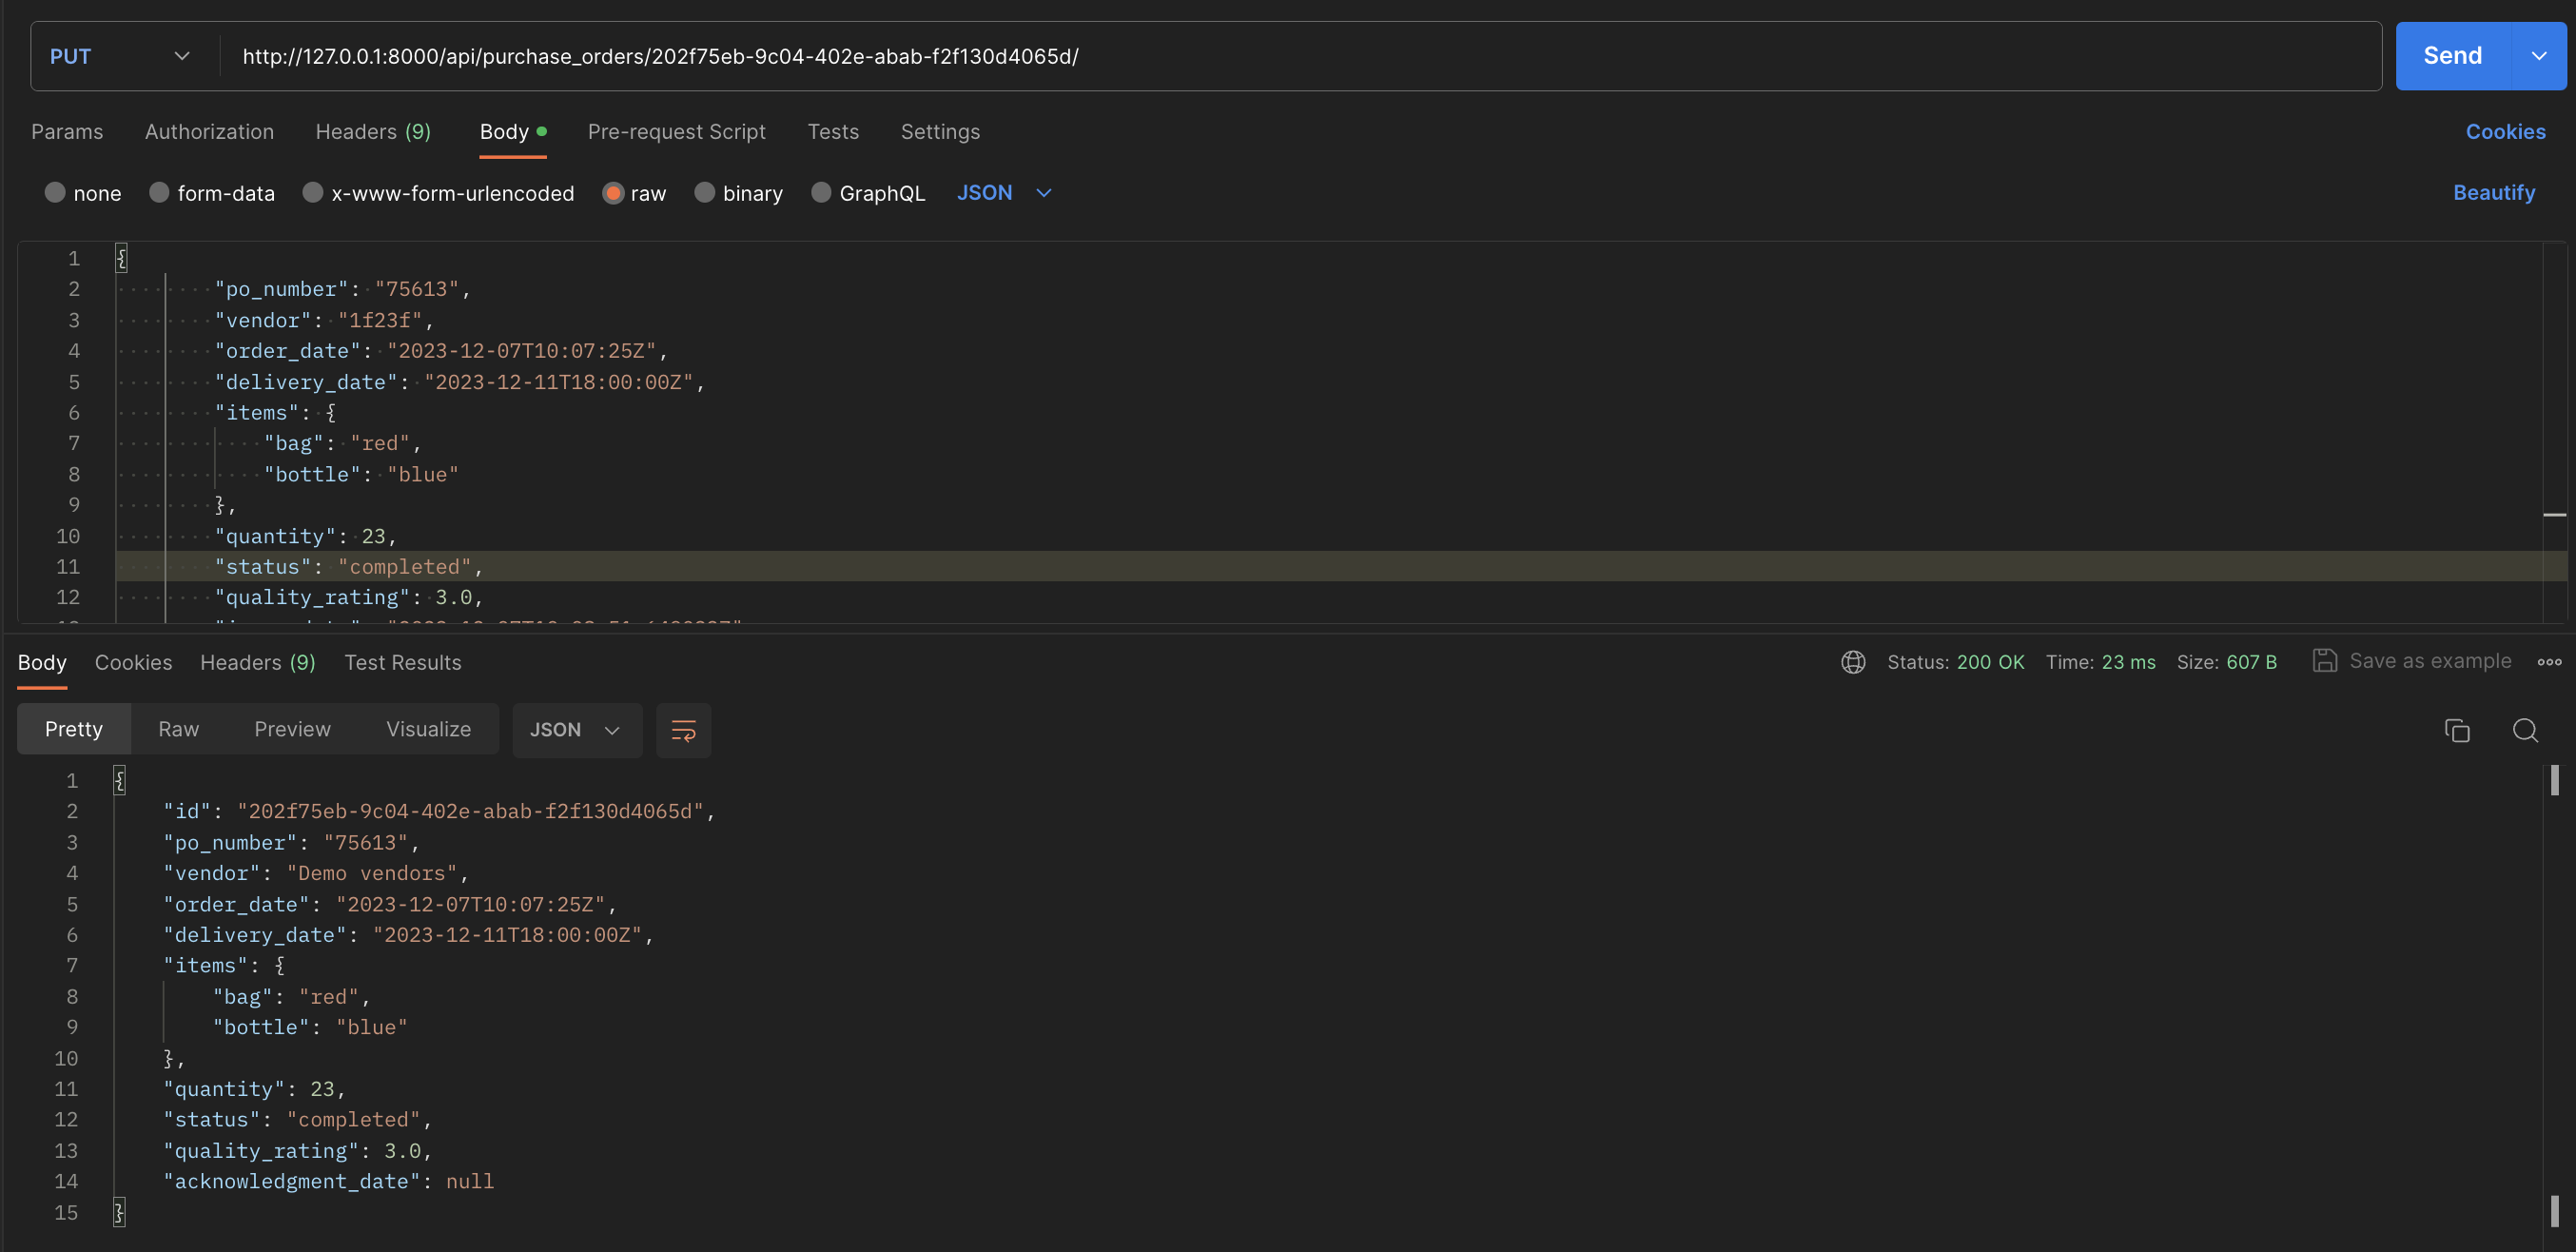 PUT http://127.0.0.1:8000/api/purchase_orders/202f75eb-9c04-402e-abab-f2f130d4065d/ Send
Params Authorization Headers (9) Body Pre-request Script Tests Settings Cookies
none form-data x-www-form-urlencoded raw binary GraphQL JSON Beautify
1 {
2 "po_number": "75613",
3 "vendor": "1f23f",
4 "order_date": "2023-12-07T10:07:25Z",
5 "delivery_date": "2023-12-11T18:00:00Z",
6 "items": {
7 "bag": "red",
8 "bottle": "blue"
9 },
10 "quantity": 23,
11 "status": "completed",
12 "quality_rating": 3.0,
Body Cookies Headers (9) Test Results Status: 200 OK Time: 23 ms Size: 607 B Save as example
Pretty Raw Preview Visualize JSON
1 {
2 "id": "202f75eb-9c04-402e-abab-f2f130d4065d",
3 "po_number": "75613",
4 "vendor": "Demo vendors",
5 "order_date": "2023-12-07T10:07:25Z",
6 "delivery_date": "2023-12-11T18:00:00Z",
7 "items": {
8 "bag": "red",
9 "bottle": "blue"
10 },
11 "quantity": 23,
12 "status": "completed",
13 "quality_rating": 3.0,
14 "acknowledgment_date": null
15 }